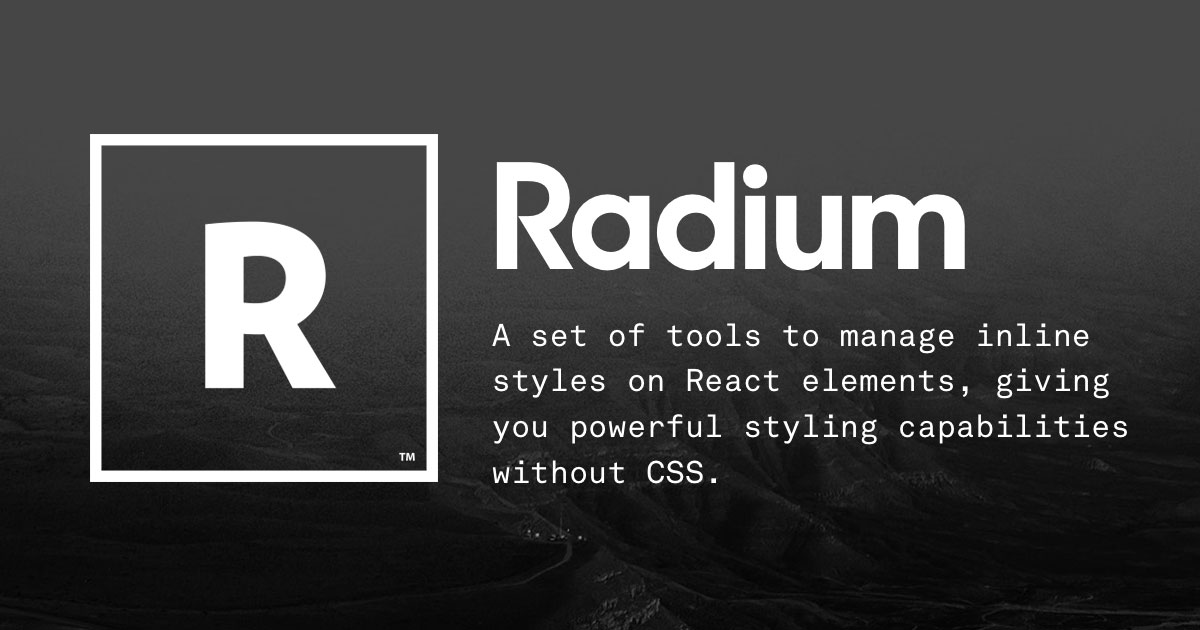 R
TM
Radium
A set of tools to manage inline
styles on React elements, giving
you powerful styling capabilities
without CSS.